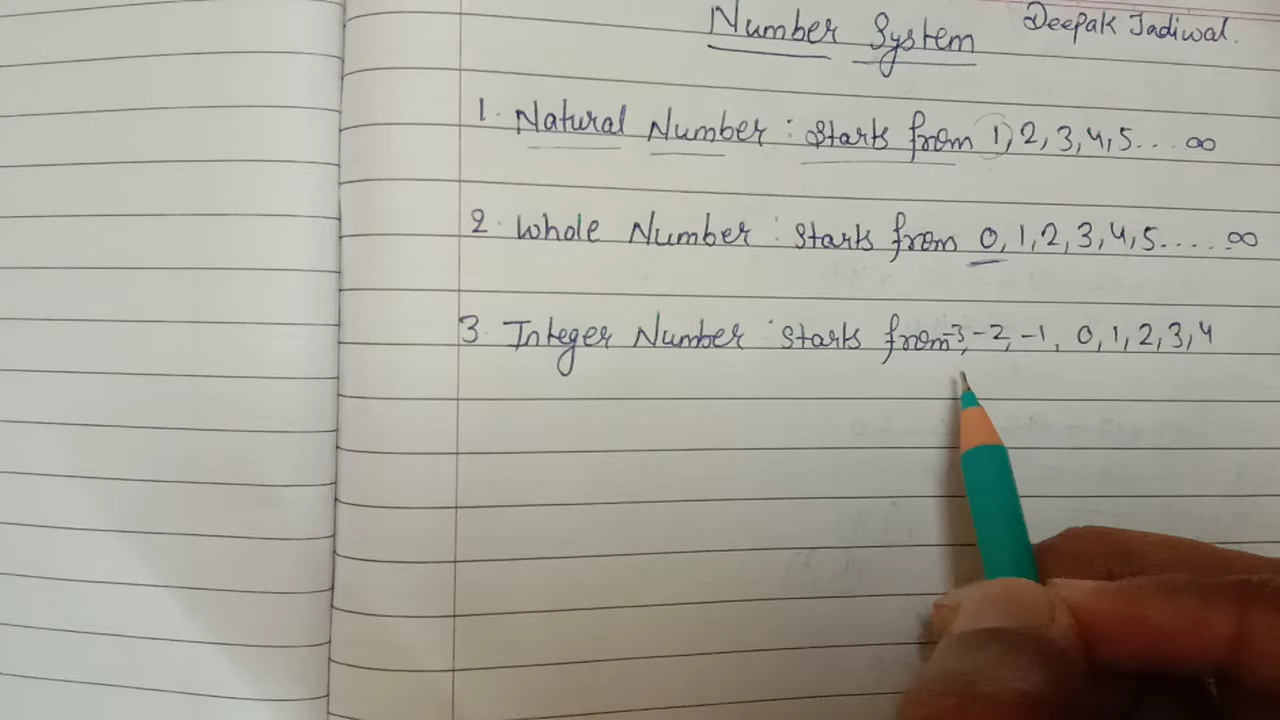 Number System Deepak Jadiwal.
1. Natural Number : Starts from 1, 2, 3, 4, 5... ∞
2. Whole Number : Starts from 0, 1, 2, 3, 4, 5..... ∞
3. Integer Number : Starts from -3, -2, -1, 0, 1, 2, 3, 4